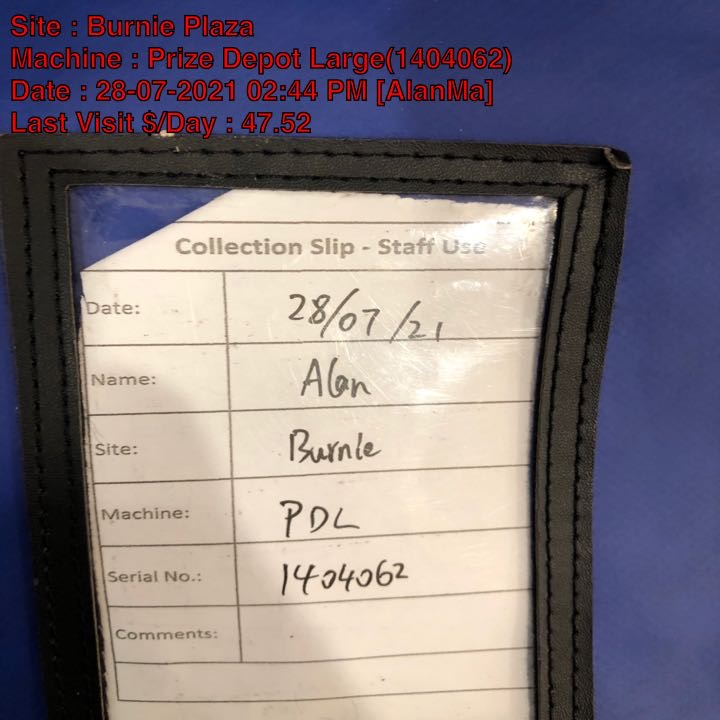 Site : Burnie Plaza
Machine : Prize Depot Large(1404062)
Date : 28-07-2021 02:44 PM [AlanMa]
Last Visit $/Day : 47.52
Collection Slip - Staff Use
Date: 28/07/21
Name: Alan
Site: Burnie
Machine: PDL
Serial No.: 1404062
Comments: